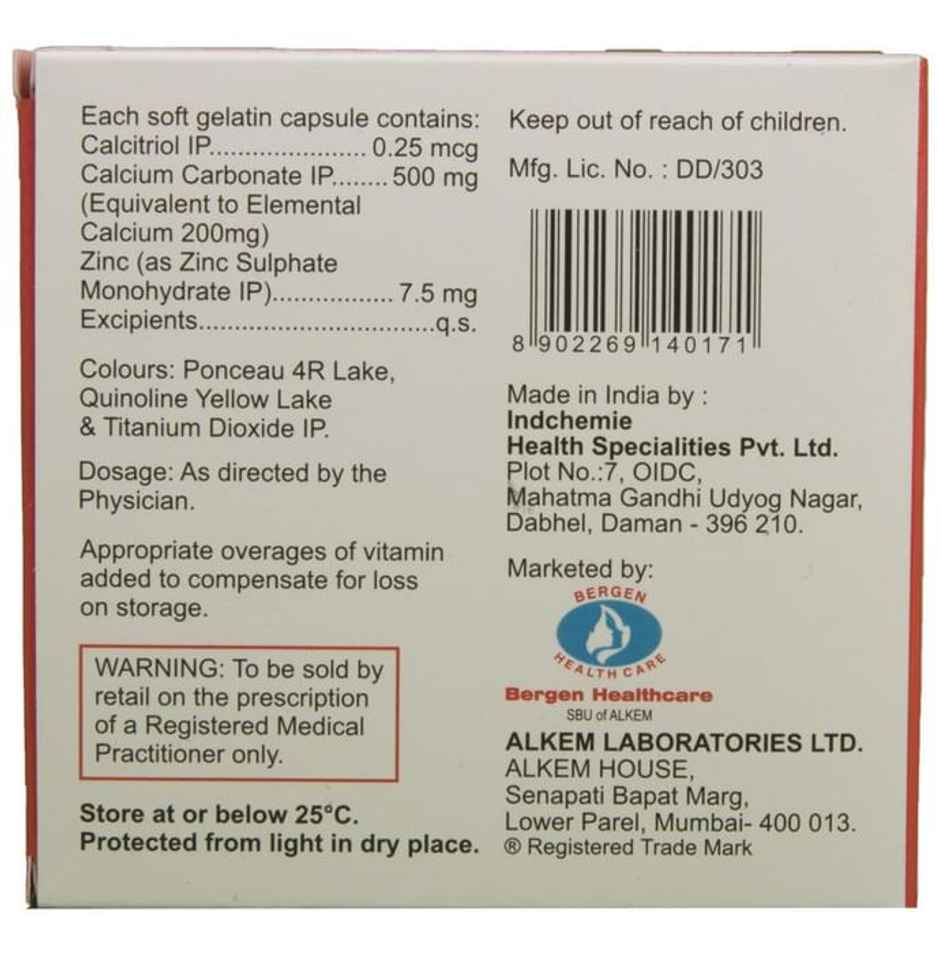 Each soft gelatin capsule contains:
Calcitriol IP..................... 0.25 mcg
Calcium Carbonate IP........ 500 mg
(Equivalent to Elemental
Calcium 200mg)
Zinc (as Zinc Sulphate
Monohydrate IP)................. 7.5 mg
Excipients.................................q.s.
Colours: Ponceau 4R Lake,
Quinoline Yellow Lake
& Titanium Dioxide IP.
Dosage: As directed by the
Physician.
Appropriate overages of vitamin
added to compensate for loss
on storage.
WARNING: To be sold by
retail on the prescription
of a Registered Medical
Practitioner only.
Store at or below 25°C.
Protected from light in dry place.
Keep out of reach of children.
Mfg. Lic. No. : DD/303
8 902269 140171
Made in India by :
Indchemie
Health Specialities Pvt. Ltd.
Plot No.:7, OIDC,
Mahatma Gandhi Udyog Nagar,
Dabhel, Daman - 396 210.
Marketed by:
BERGEN
HEALTH CARE
Bergen Healthcare
SBU of ALKEM
ALKEM LABORATORIES LTD.
ALKEM HOUSE,
Senapati Bapat Marg,
Lower Parel, Mumbai- 400 013.
® Registered Trade Mark